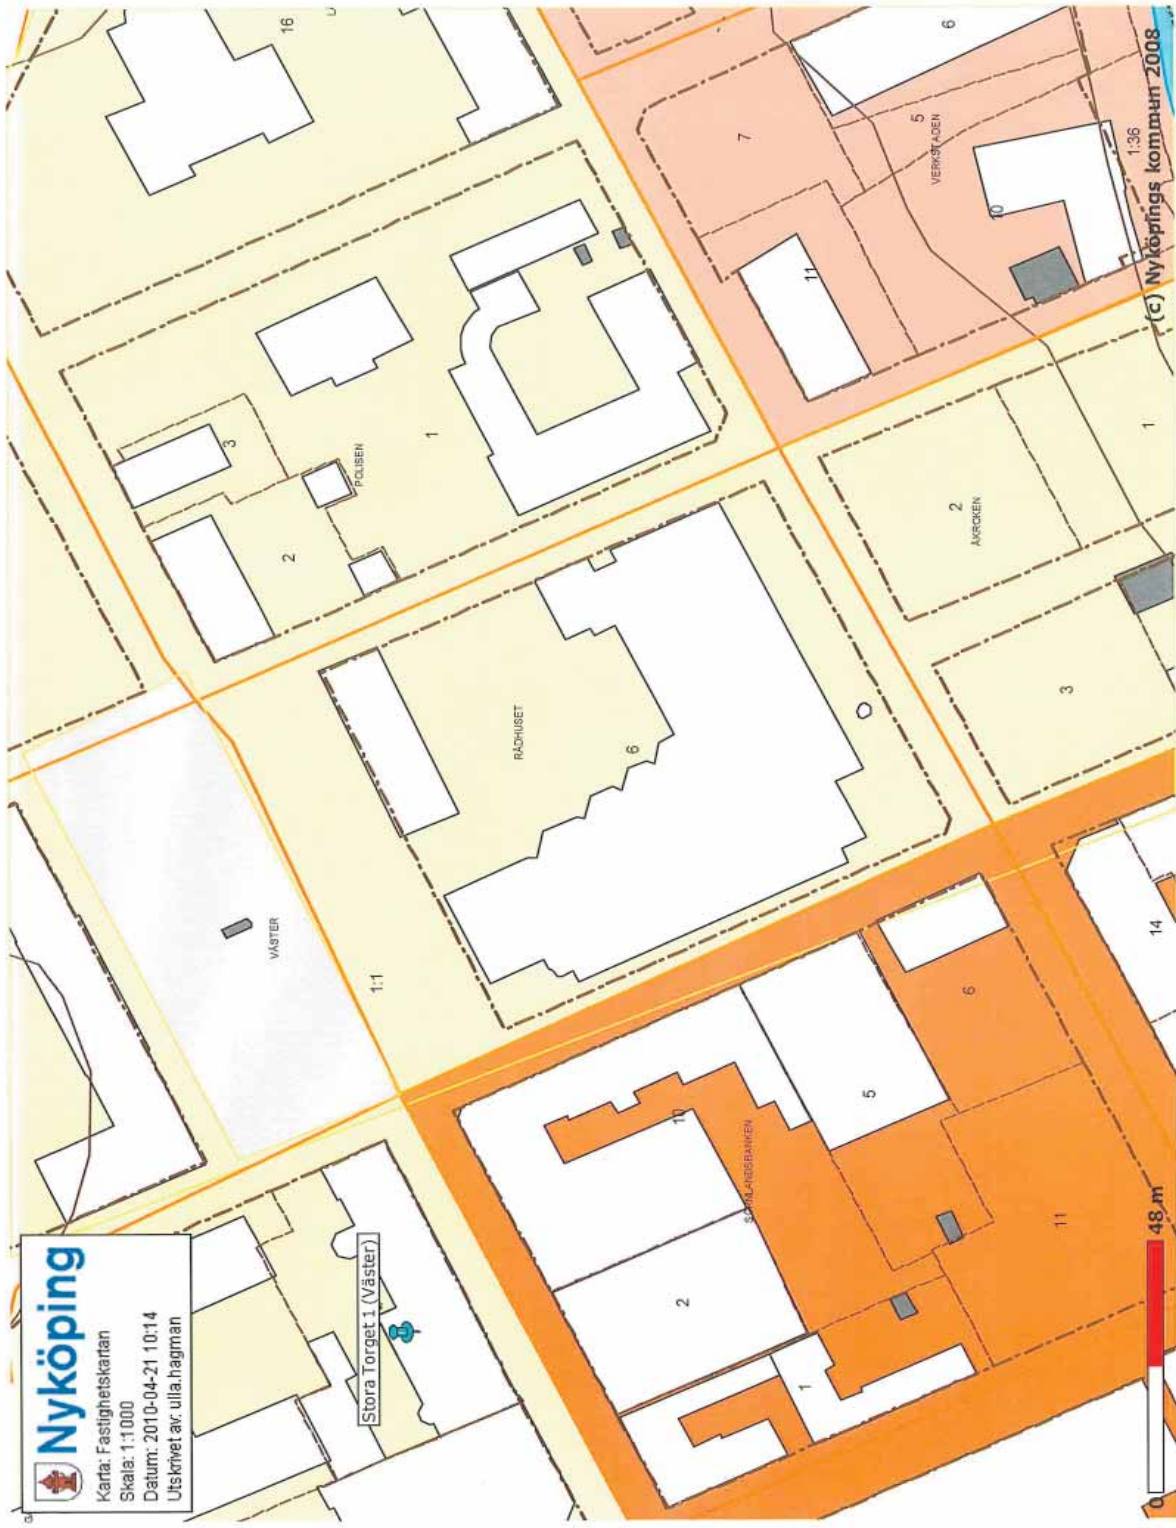 Nyköping
Karta: Fastighetskartan
Skala: 1:1000
Datum: 2010-04-21 10:14
Utskrivet av: ulla.hagman
Stora Torget 1 (Väster)
VÄSTER
1:1
16
3
2
POLISEN
1
RÅDHUSET
6
7
6
5
VERKSTADEN
11
10
1:36
2
ÅKROKEN
1
3
10
2
5
6
1
11
14
0
48 m
(c) Nyköpings kommun 2008